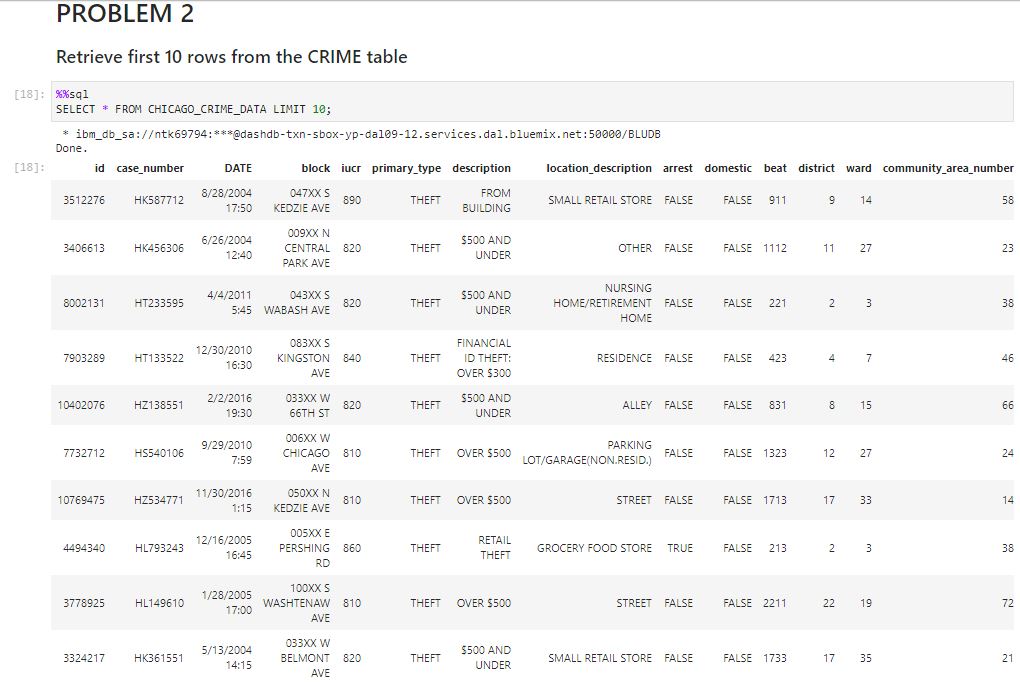 PROBLEM 2
Retrieve first 10 rows from the CRIME table
[18]: %%sql
SELECT * FROM CHICAGO_CRIME_DATA LIMIT 10;
* ibm_db_sa://ntk69794:***@dashdb-txn-sbox-yp-dal09-12.services.dal.bluemix.net:50000/BLUDB
Done.
[18]: id case_number DATE block iucr primary_type description location_description arrest domestic beat district ward community_area_number
3512276 HK587712 8/28/2004 17:50 047XX S KEDZIE AVE 890 THEFT FROM BUILDING SMALL RETAIL STORE FALSE FALSE 911 9 14 58
3406613 HK456306 6/26/2004 12:40 009XX N CENTRAL PARK AVE 820 THEFT $500 AND UNDER OTHER FALSE FALSE 1112 11 27 23
8002131 HT233595 4/4/2011 5:45 043XX S WABASH AVE 820 THEFT $500 AND UNDER NURSING HOME/RETIREMENT HOME FALSE FALSE 221 2 3 38
7903289 HT133522 12/30/2010 16:30 083XX S KINGSTON AVE 840 THEFT FINANCIAL ID THEFT: OVER $300 RESIDENCE FALSE FALSE 423 4 7 46
10402076 HZ138551 2/2/2016 19:30 033XX W 66TH ST 820 THEFT $500 AND UNDER ALLEY FALSE FALSE 831 8 15 66
7732712 HS540106 9/29/2010 7:59 006XX W CHICAGO AVE 810 THEFT OVER $500 PARKING LOT/GARAGE(NON.RESID.) FALSE FALSE 1323 12 27 24
10769475 HZ534771 11/30/2016 1:15 050XX N KEDZIE AVE 810 THEFT OVER $500 STREET FALSE FALSE 1713 17 33 14
4494340 HL793243 12/16/2005 16:45 005XX E PERSHING RD 860 THEFT RETAIL THEFT GROCERY FOOD STORE TRUE FALSE 213 2 3 38
3778925 HL149610 1/28/2005 17:00 100XX S WASHTENAW AVE 810 THEFT OVER $500 STREET FALSE FALSE 2211 22 19 72
3324217 HK361551 5/13/2004 14:15 033XX W BELMONT AVE 820 THEFT $500 AND UNDER SMALL RETAIL STORE FALSE FALSE 1733 17 35 21